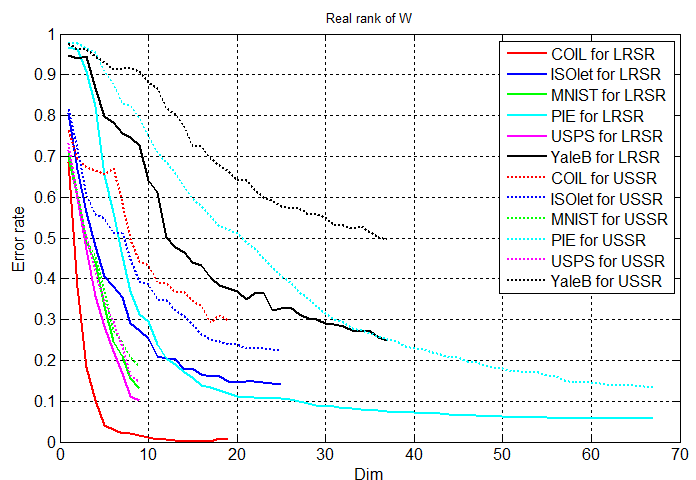 Real rank of W
1
0.9
0.8
0.7
0.6
0.5
0.4
0.3
0.2
0.1
0
Error rate
COIL for LRSR
ISOlet for LRSR
MNIST for LRSR
PIE for LRSR
USPS for LRSR
YaleB for LRSR
COIL for USSR
ISOlet for USSR
MNIST for USSR
PIE for USSR
USPS for USSR
YaleB for USSR
0 10 20 30 40 50 60 70
Dim